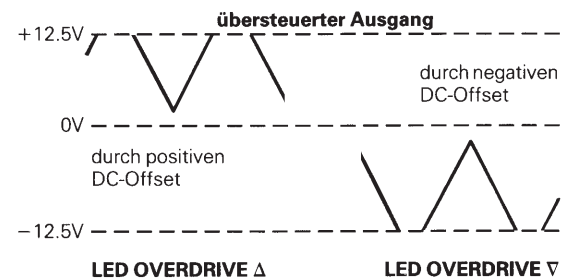 übersteuerter Ausgang
+12.5V
durch negativen
DC-Offset
0V
durch positiven
DC-Offset
−12.5V
LED OVERDRIVE Δ
LED OVERDRIVE ∇